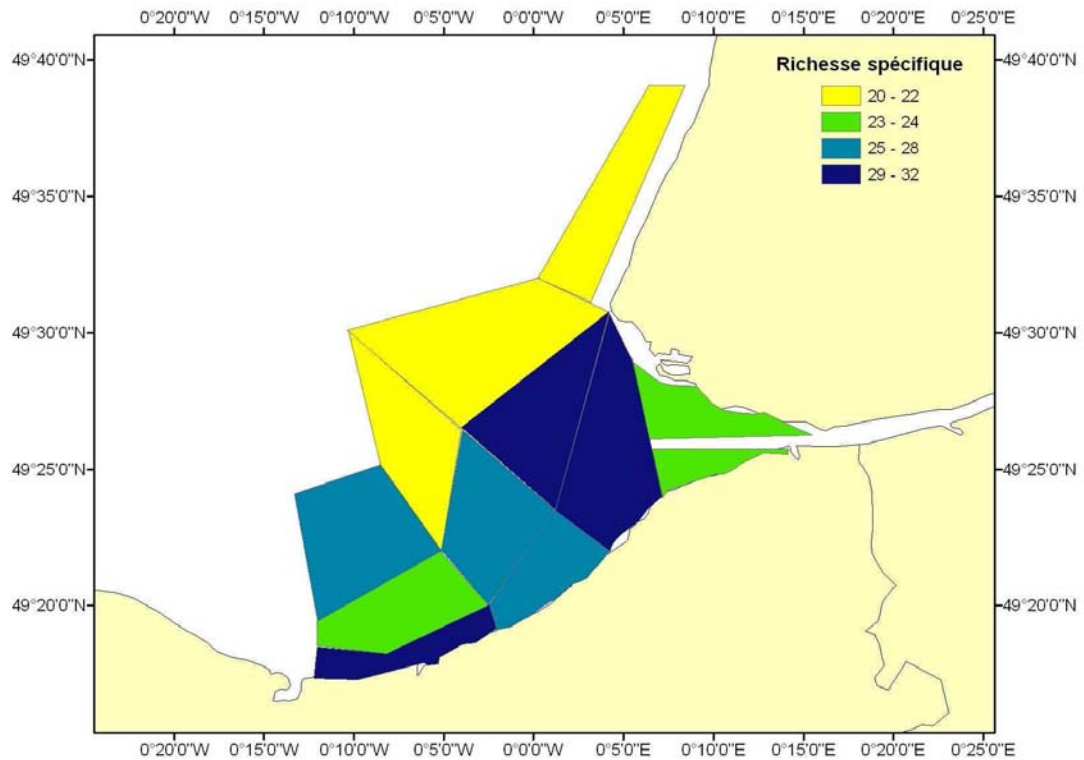 0°20'0"W 0°15'0"W 0°10'0"W 0°5'0"W 0°0'0" 0°5'0"E 0°10'0"E 0°15'0"E 0°20'0"E 0°25'0"E
49°40'0"N 49°40'0"N
Richesse spécifique
20 - 22
23 - 24
25 - 28
29 - 32
49°35'0"N 49°35'0"N
49°30'0"N 49°30'0"N
49°25'0"N 49°25'0"N
49°20'0"N 49°20'0"N
0°20'0"W 0°15'0"W 0°10'0"W 0°5'0"W 0°0'0" 0°5'0"E 0°10'0"E 0°15'0"E 0°20'0"E 0°25'0"E